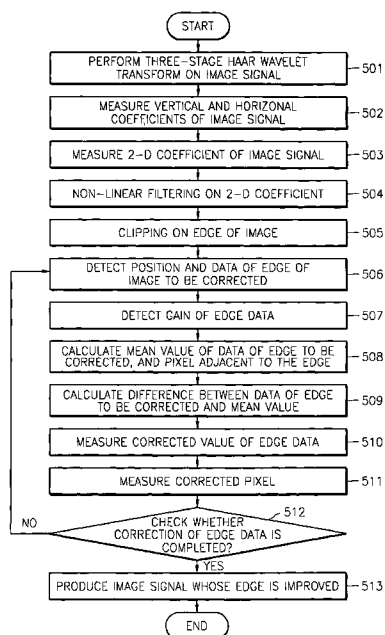 START
PERFORM THREE-STAGE HAAR WAVELET
TRANSFORM ON IMAGE SIGNAL
501
MEASURE VERTICAL AND HORIZONAL
COEFFICIENTS OF IMAGE SIGNAL
502
MEASURE 2-D COEFFICIENT OF IMAGE SIGNAL
503
NON-LINEAR FILTERING ON 2-D COEFFICIENT
504
CLIPPING ON EDGE OF IMAGE
505
DETECT POSITION AND DATA OF EDGE OF
IMAGE TO BE CORRECTED
506
DETECT GAIN OF EDGE DATA
507
CALCULATE MEAN VALUE OF DATA OF EDGE TO BE
CORRECTED, AND PIXEL ADJACENT TO THE EDGE
508
CALCULATE DIFFERENCE BETWEEN DATA OF EDGE
TO BE CORRECTED AND MEAN VALUE
509
MEASURE CORRECTED VALUE OF EDGE DATA
510
MEASURE CORRECTED PIXEL
511
512
NO
CHECK WHETHER
CORRECTION OF EDGE DATA IS
COMPLETED?
YES
PRODUCE IMAGE SIGNAL WHOSE EDGE IS IMPROVED
513
END